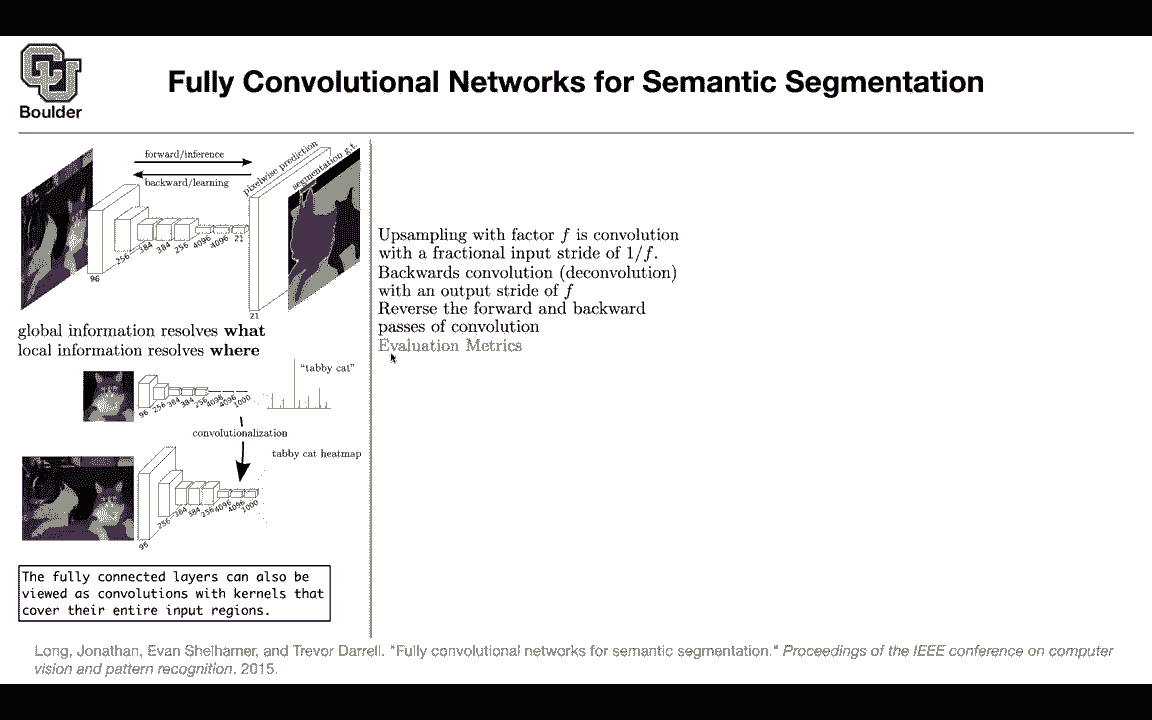 Boulder
Fully Convolutional Networks for Semantic Segmentation
forward/inference
backward/learning
pixelwise prediction
segmentation g.t.
96
256
384
384
256
4096
4096
21
21
global information resolves what
local information resolves where
"tabby cat"
96
256
384
384
256
4096
4096
1000
convolutionalization
tabby cat heatmap
96
256
384
384
256
4096
4096
1000
The fully connected layers can also be
viewed as convolutions with kernels that
cover their entire input regions.
Upsampling with factor f is convolution
with a fractional input stride of 1/f.
Backwards convolution (deconvolution)
with an output stride of f
Reverse the forward and backward
passes of convolution
Evaluation Metrics
Long, Jonathan, Evan Shelhamer, and Trevor Darrell. "Fully convolutional networks for semantic segmentation." Proceedings of the IEEE conference on computer
vision and pattern recognition. 2015.